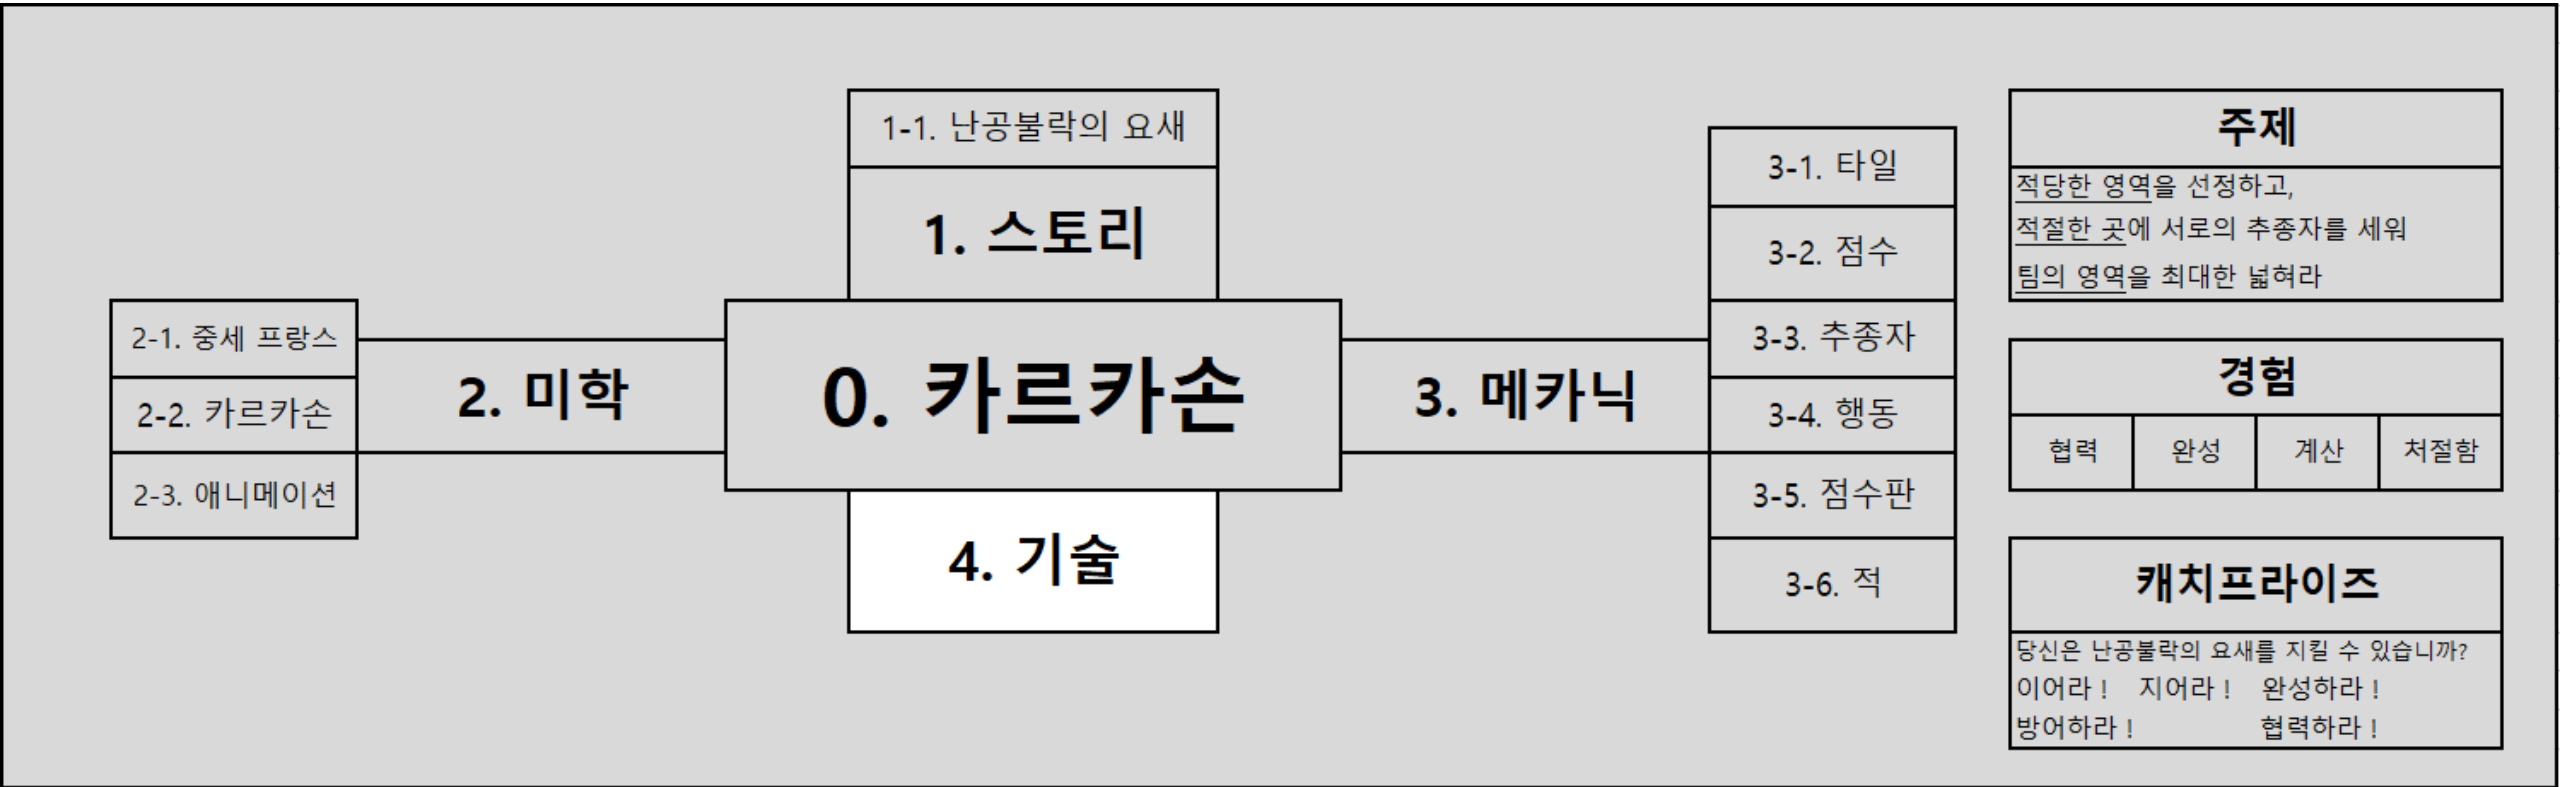 1-1. 난공불락의 요새
1. 스토리
2-1. 중세 프랑스
2-2. 카르카손
2-3. 애니메이션
2. 미학
0. 카르카손
3. 메카닉
4. 기술
3-1. 타일
3-2. 점수
3-3. 추종자
3-4. 행동
3-5. 점수판
3-6. 적
주제
적당한 영역을 선정하고,
적절한 곳에 서로의 추종자를 세워
팀의 영역을 최대한 넓혀라
경험
협력 완성 계산 처절함
캐치프라이즈
당신은 난공불락의 요새를 지킬 수 있습니까?
이어라 ! 지어라 ! 완성하라 !
방어하라 ! 협력하라 !